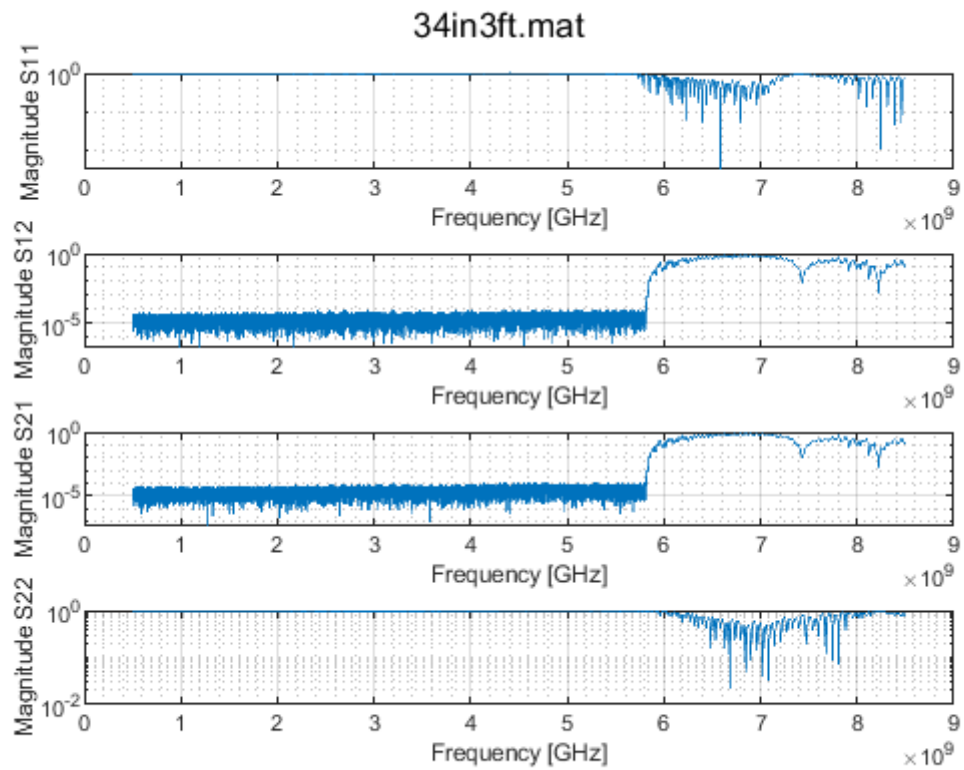 34in3ft.mat
Magnitude S11
10^0
0 1 2 3 4 5 6 7 8 9
Frequency [GHz]
×10^9
Magnitude S12
10^0
10^-5
0 1 2 3 4 5 6 7 8 9
Frequency [GHz]
×10^9
Magnitude S21
10^0
10^-5
0 1 2 3 4 5 6 7 8 9
Frequency [GHz]
×10^9
Magnitude S22
10^0
10^-2
0 1 2 3 4 5 6 7 8 9
Frequency [GHz]
×10^9